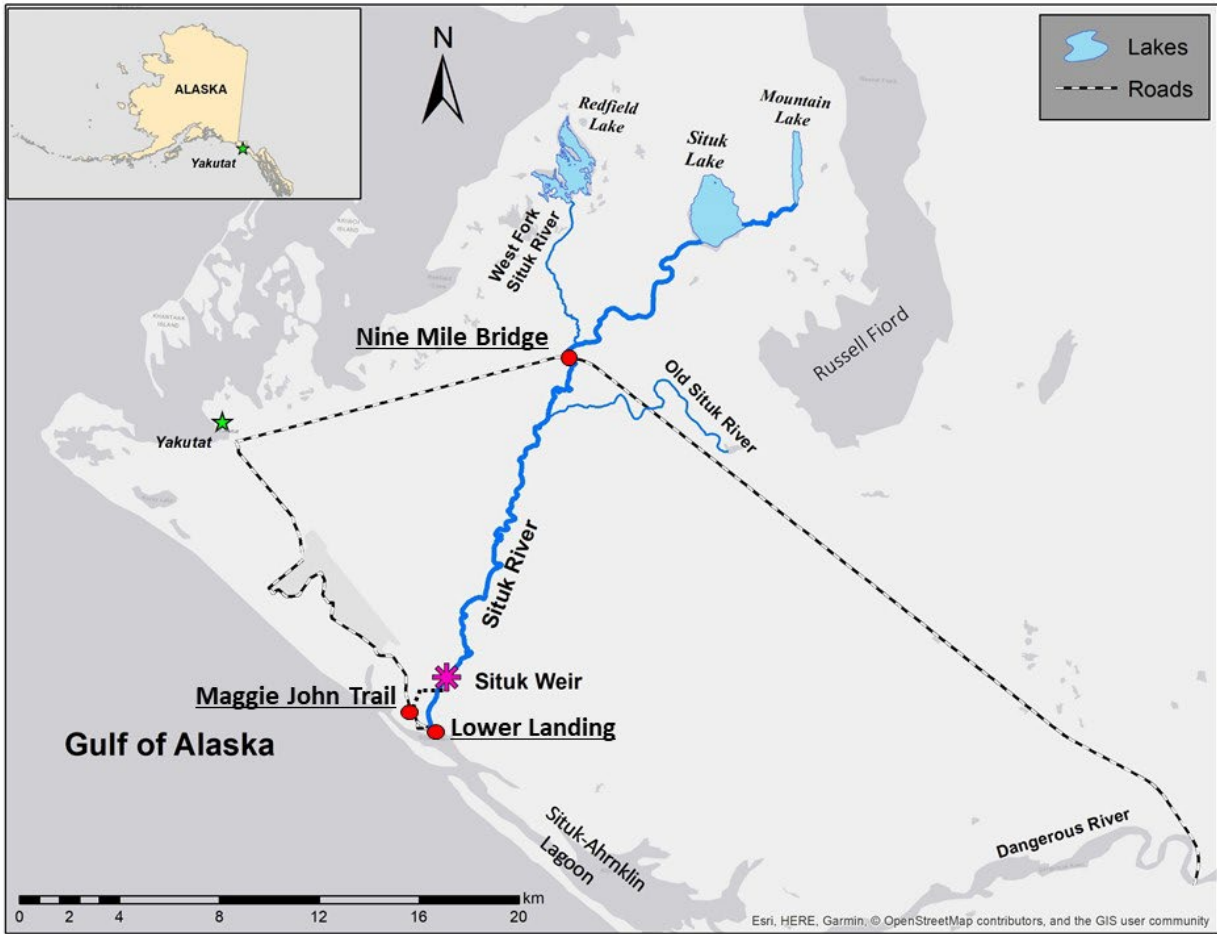 ALASKA
Yakutat
N
Lakes
Roads
Redfield
Lake
Mountain
Lake
Situk
Lake
West Fork
Situk River
KHANTAAK
ISLAND
Nine Mile Bridge
Russell Fiord
Old Situk River
Yakutat
Situk River
Situk Weir
Maggie John Trail
Lower Landing
Gulf of Alaska
Situk-Ahrnklin
Lagoon
Dangerous River
km
0 2 4 8 12 16 20
Esri, HERE, Garmin, © OpenStreetMap contributors, and the GIS user community